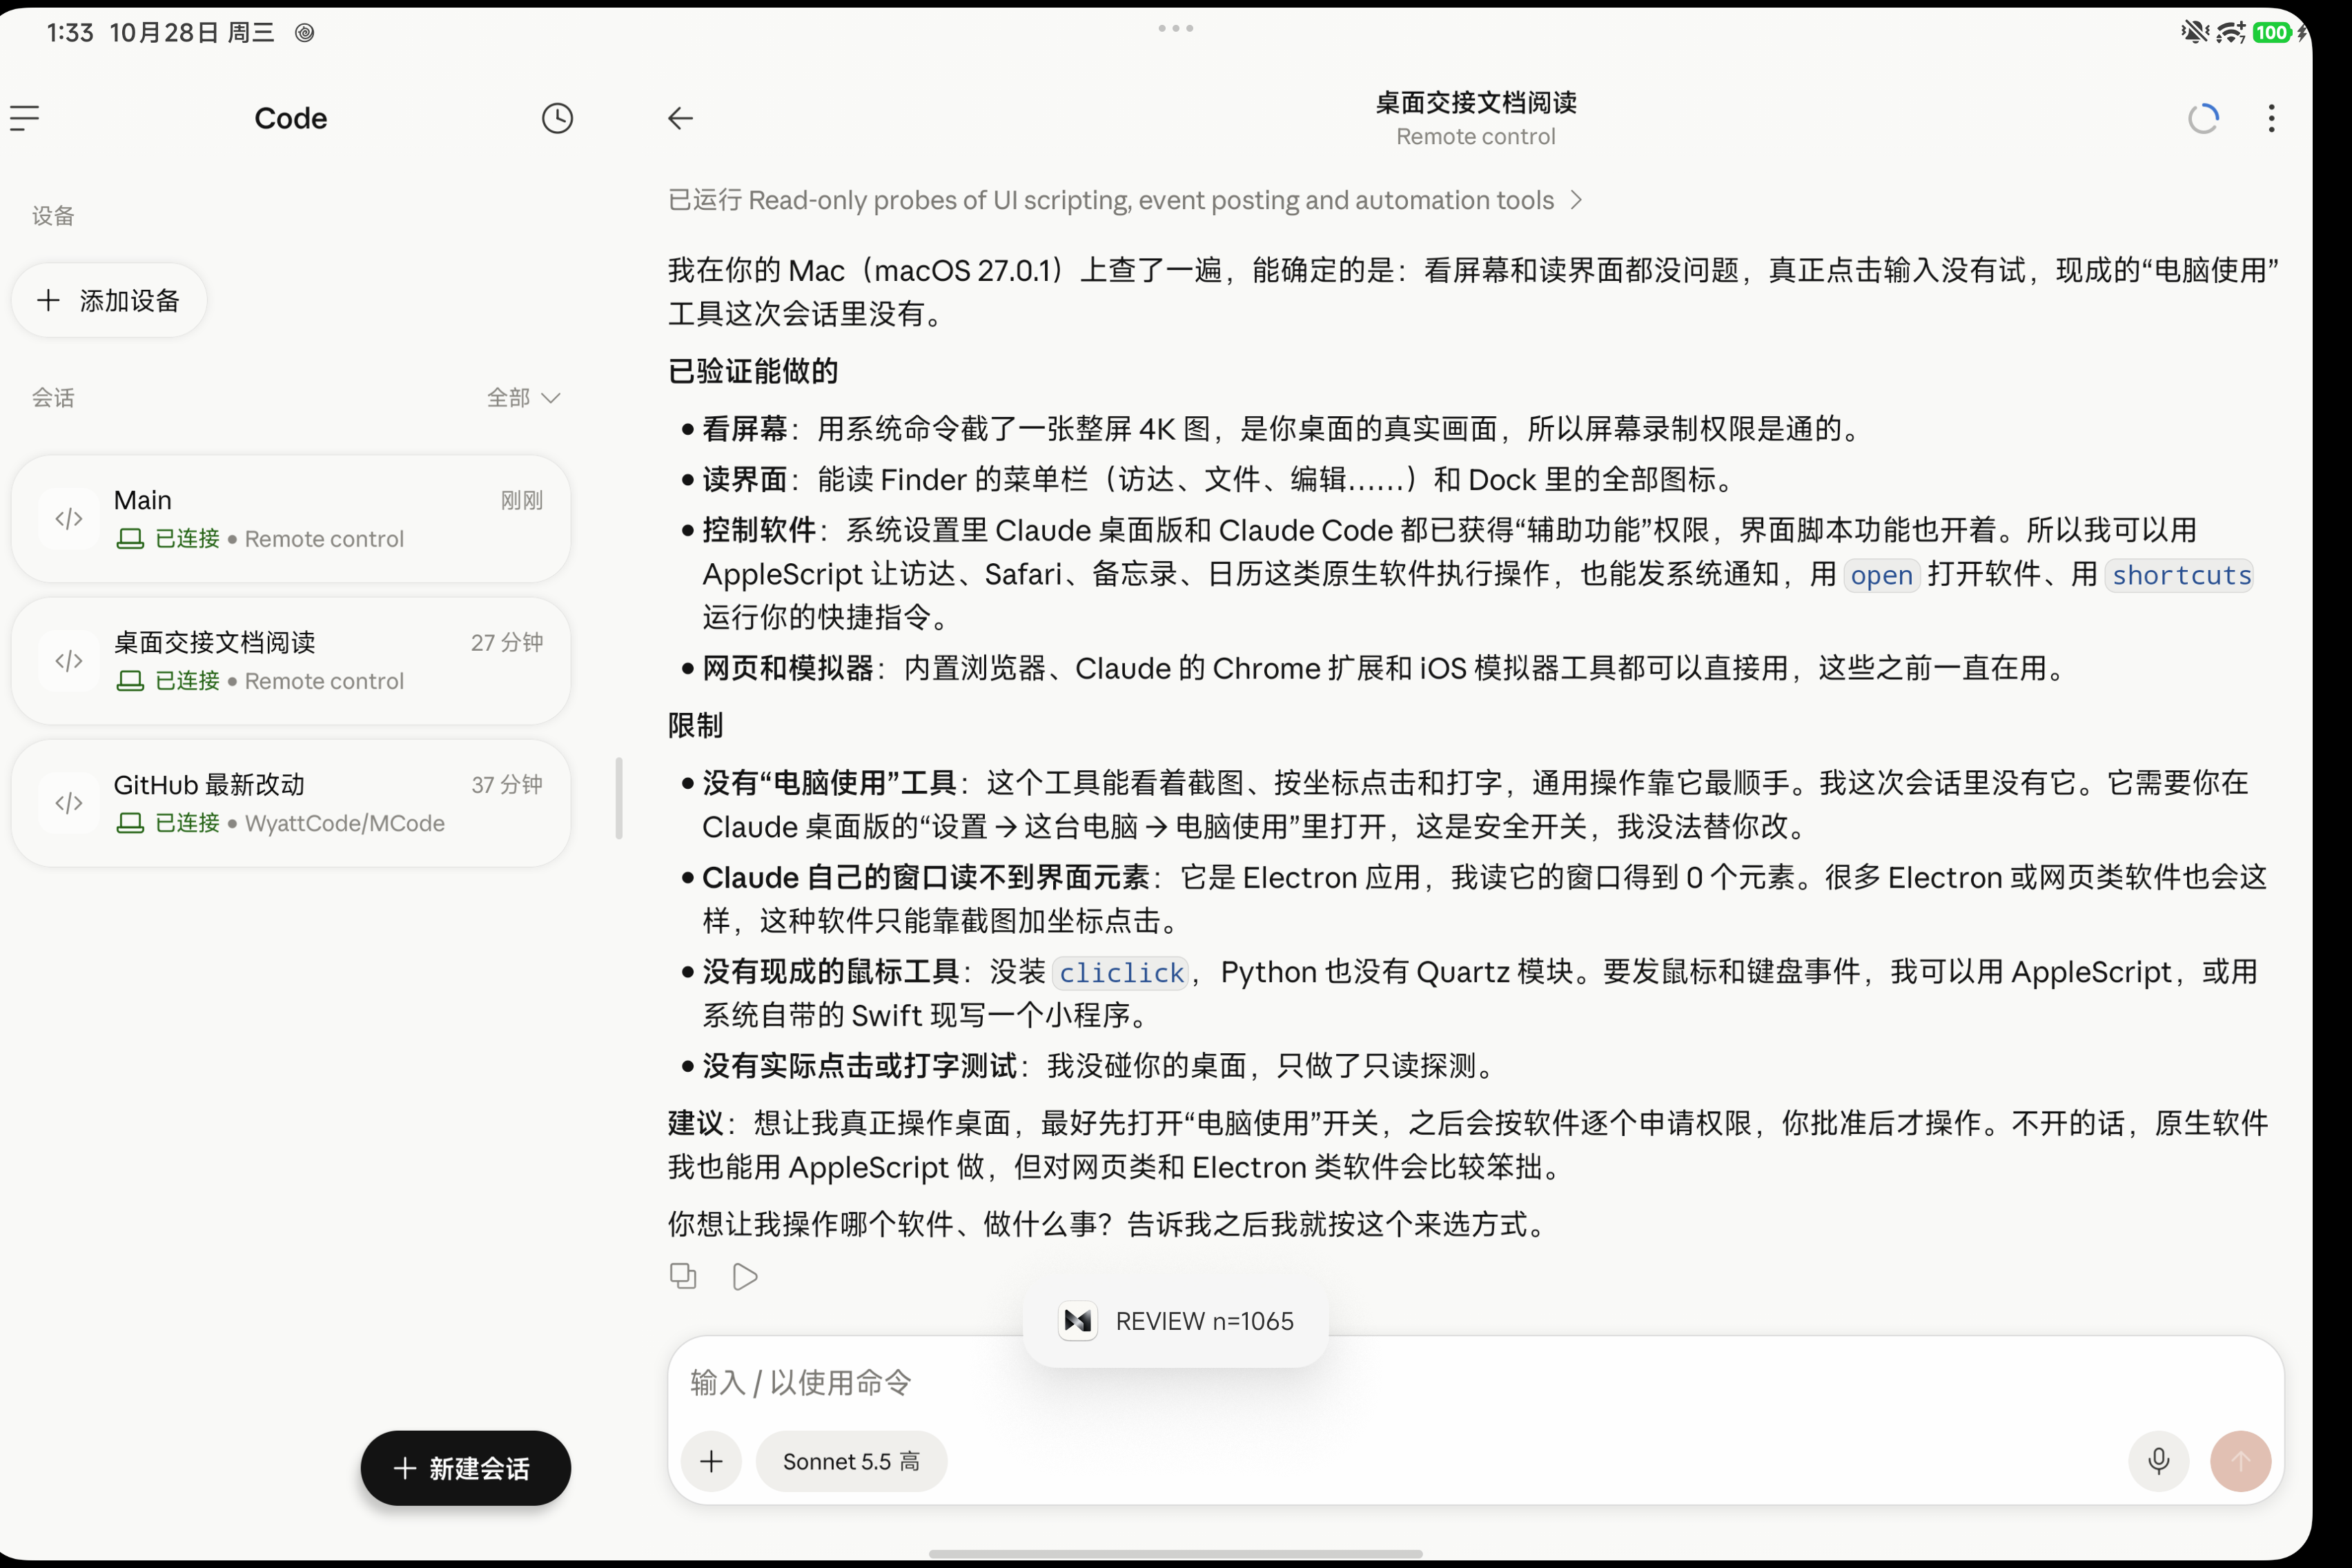 1:33 10月28日 周三
100
Code
设备
+ 添加设备
会话
全部
Main
刚刚
已连接 • Remote control
桌面交接文档阅读
27 分钟
已连接 • Remote control
GitHub 最新改动
37 分钟
已连接 • WyattCode/MCode
+ 新建会话
桌面交接文档阅读
Remote control
已运行 Read-only probes of UI scripting, event posting and automation tools >
我在你的 Mac（macOS 27.0.1）上查了一遍，能确定的是：看屏幕和读界面都没问题，真正点击输入没有试，现成的“电脑使用”
工具这次会话里没有。
已验证能做的
• 看屏幕：用系统命令截了一张整屏 4K 图，是你桌面的真实画面，所以屏幕录制权限是通的。
• 读界面：能读 Finder 的菜单栏（访达、文件、编辑……）和 Dock 里的全部图标。
• 控制软件：系统设置里 Claude 桌面版和 Claude Code 都已获得“辅助功能”权限，界面脚本功能也开着。所以我可以用
AppleScript 让访达、Safari、备忘录、日历这类原生软件执行操作，也能发系统通知，用 open 打开软件、用 shortcuts
运行你的快捷指令。
• 网页和模拟器：内置浏览器、Claude 的 Chrome 扩展和 iOS 模拟器工具都可以直接用，这些之前一直在用。
限制
• 没有“电脑使用”工具：这个工具能看着截图、按坐标点击和打字，通用操作靠它最顺手。我这次会话里没有它。它需要你在
Claude 桌面版的“设置 → 这台电脑 → 电脑使用”里打开，这是安全开关，我没法替你改。
• Claude 自己的窗口读不到界面元素：它是 Electron 应用，我读它的窗口得到 0 个元素。很多 Electron 或网页类软件也会这
样，这种软件只能靠截图加坐标点击。
• 没有现成的鼠标工具：没装 cliclick，Python 也没有 Quartz 模块。要发鼠标和键盘事件，我可以用 AppleScript，或用
系统自带的 Swift 现写一个小程序。
• 没有实际点击或打字测试：我没碰你的桌面，只做了只读探测。
建议：想让我真正操作桌面，最好先打开“电脑使用”开关，之后会按软件逐个申请权限，你批准后才操作。不开的话，原生软件
我也能用 AppleScript 做，但对网页类和 Electron 类软件会比较笨拙。
你想让我操作哪个软件、做什么事？告诉我之后我就按这个来选方式。
REVIEW n=1065
输入 / 以使用命令
Sonnet 5.5 高